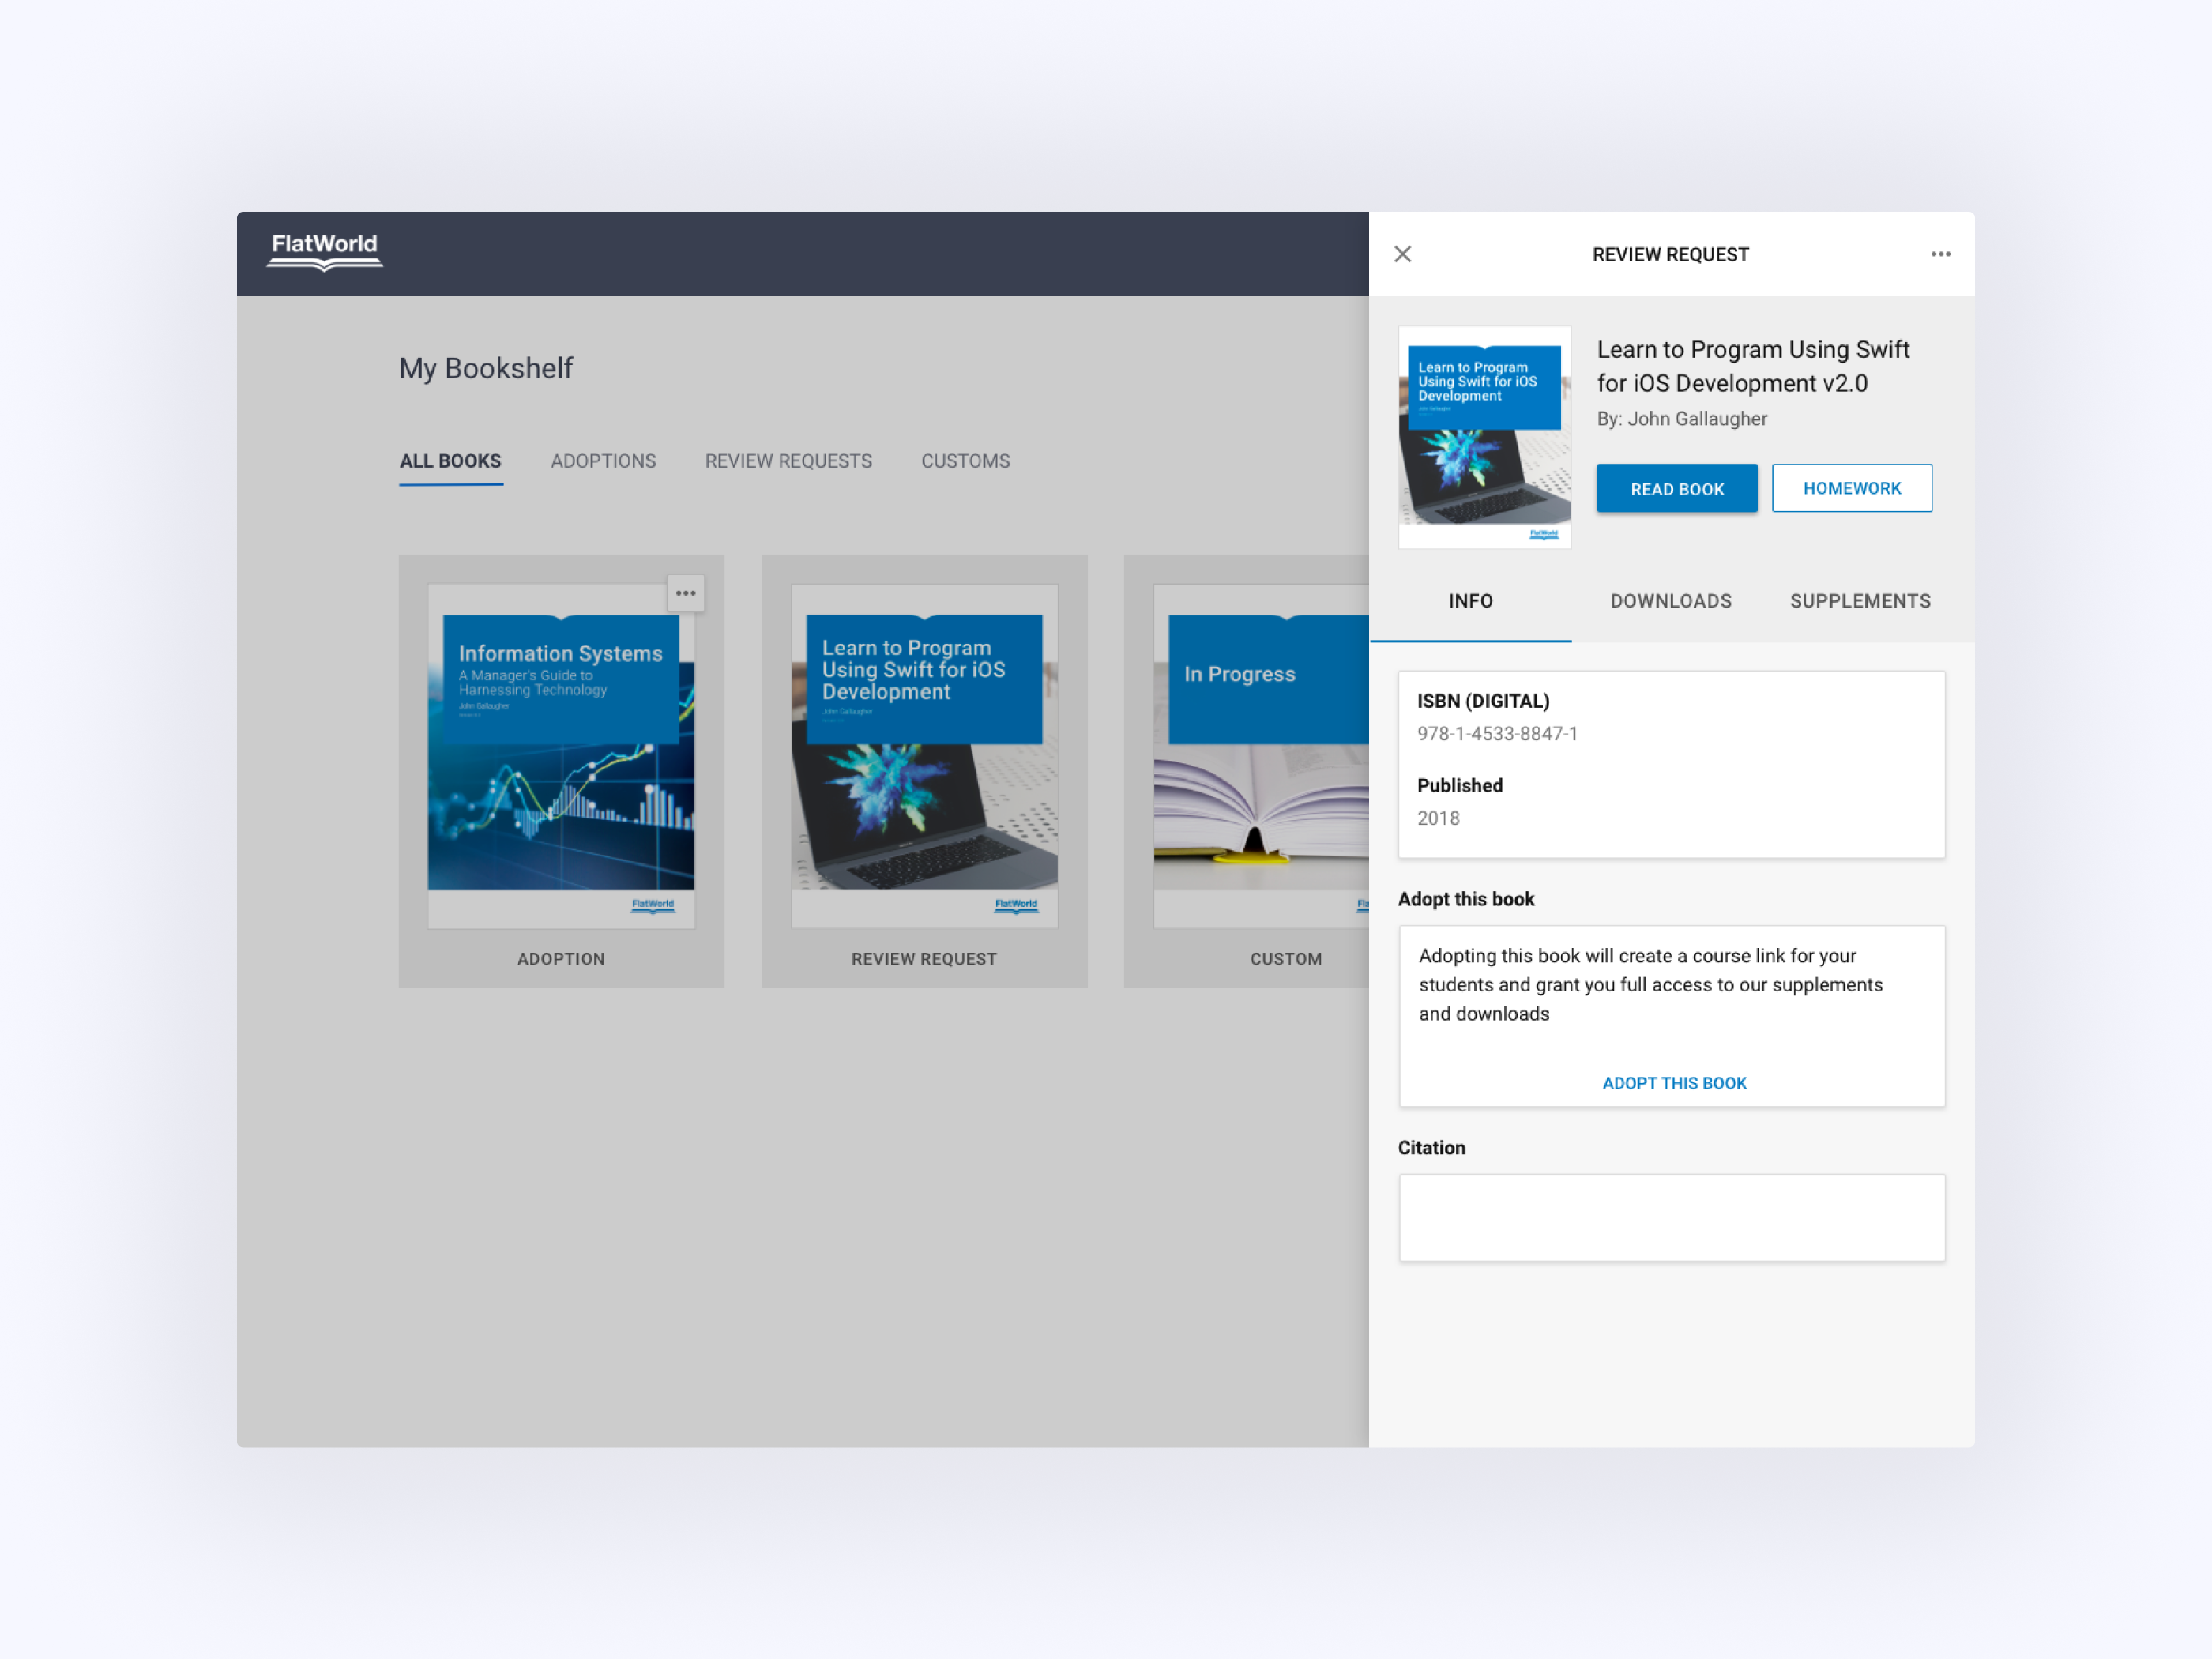 FlatWorld
My Bookshelf
ALL BOOKS
ADOPTIONS
REVIEW REQUESTS
CUSTOMS
Information Systems
A Manager's Guide to
Harnessing Technology
John Gallaugher
FlatWorld
ADOPTION
Learn to Program
Using Swift for iOS
Development
John Gallaugher
FlatWorld
REVIEW REQUEST
In Progress
Fla
CUSTOM
REVIEW REQUEST
Learn to Program
Using Swift for iOS
Development
John Gallaugher
FlatWorld
Learn to Program Using Swift
for iOS Development v2.0
By: John Gallaugher
READ BOOK
HOMEWORK
INFO
DOWNLOADS
SUPPLEMENTS
ISBN (DIGITAL)
978-1-4533-8847-1
Published
2018
Adopt this book
Adopting this book will create a course link for your
students and grant you full access to our supplements
and downloads
ADOPT THIS BOOK
Citation